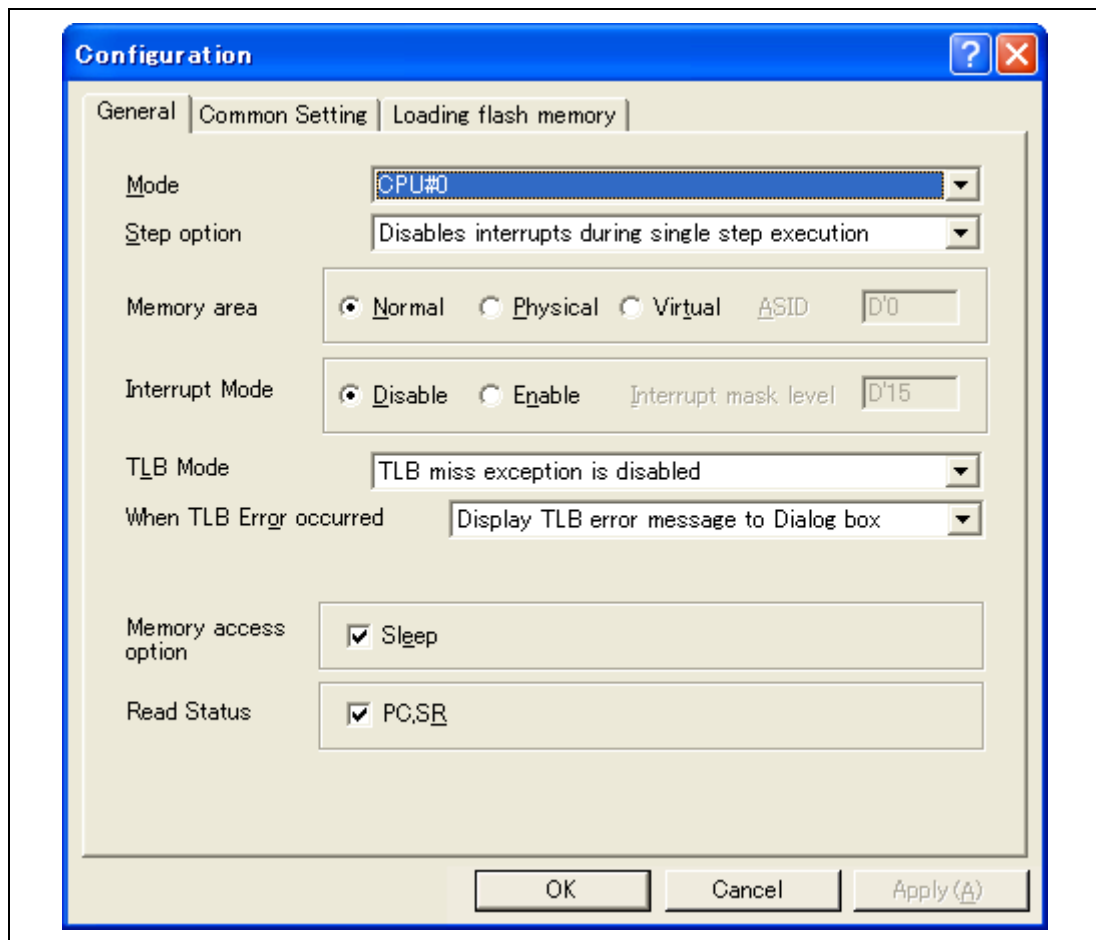 Configuration
General Common Setting Loading flash memory
Mode CPU#0
Step option Disables interrupts during single step execution
Memory area Normal Physical Virtual ASID D'0
Interrupt Mode Disable Enable Interrupt mask level D'15
TLB Mode TLB miss exception is disabled
When TLB Error occurred Display TLB error message to Dialog box
Memory access
option Sleep
Read Status PC,SR
OK Cancel Apply(A)